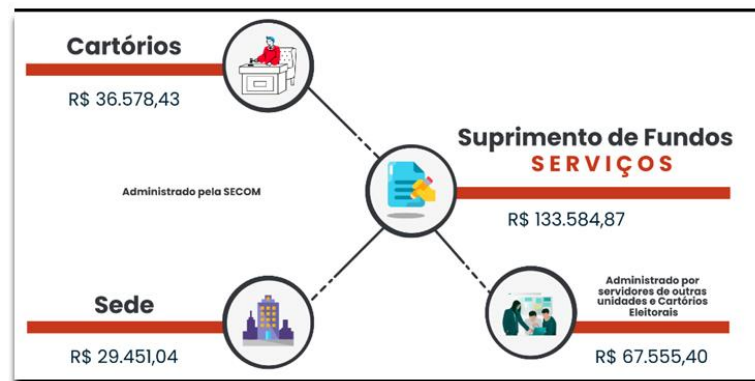 Cartórios
R$ 36.578,43
Administrado pela SECOM
Suprimento de Fundos
SERVIÇOS
R$ 133.584,87
Sede
R$ 29.451,04
Administrado por
servidores de outras
unidades e Cartórios
Eleitorais
R$ 67.555,40